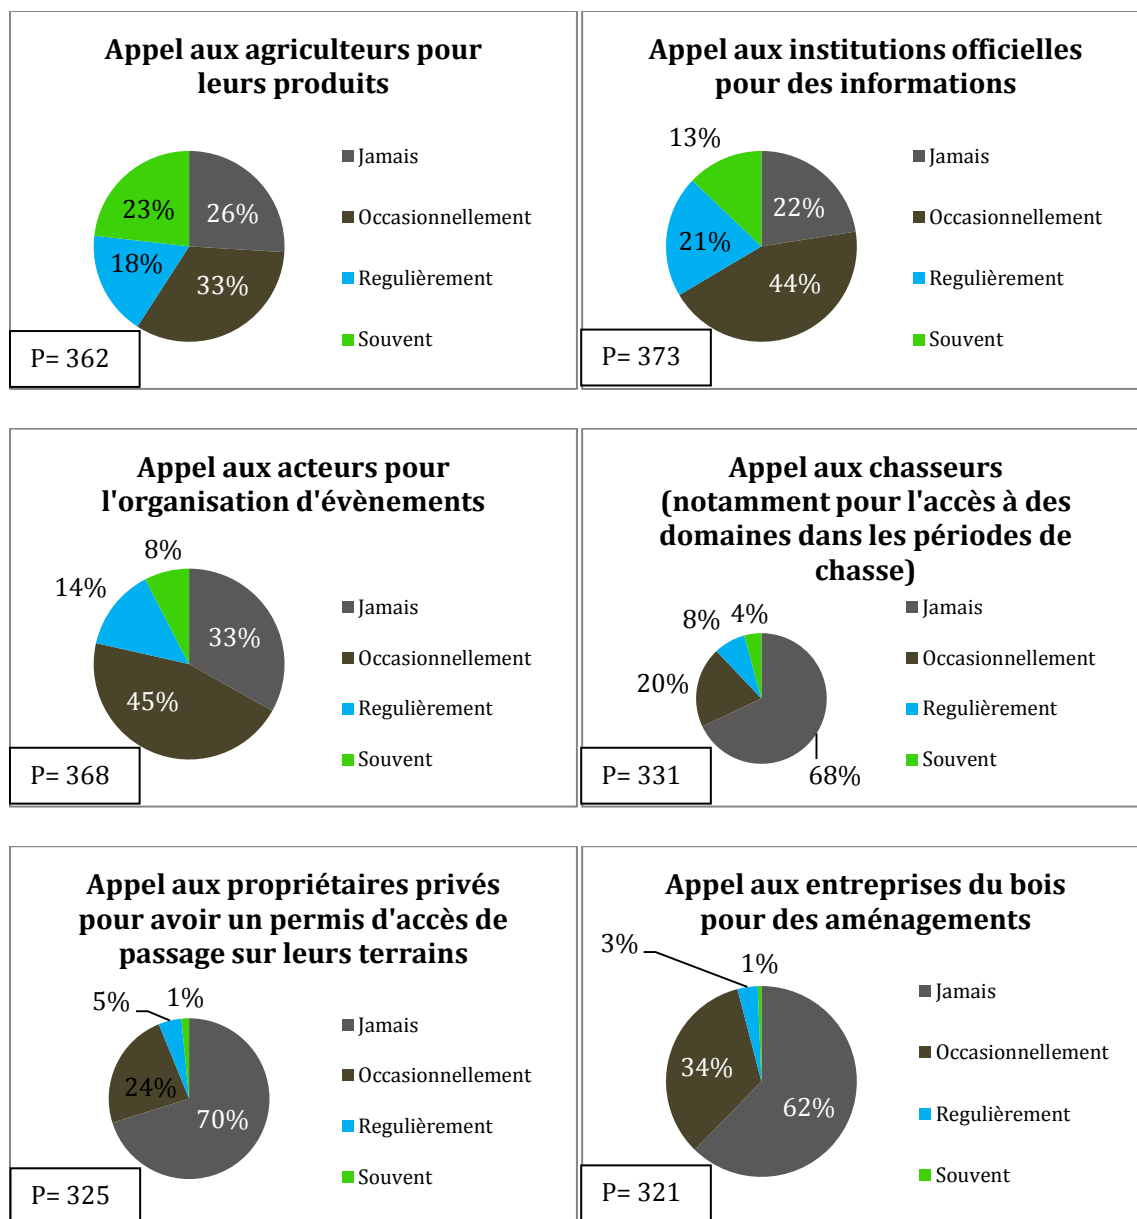 Appel aux agriculteurs pour
leurs produits
23%
26%
18%
33%
Jamais
Occasionnellement
Regulièrement
Souvent
P= 362
Appel aux institutions officielles
pour des informations
13%
22%
21%
44%
Jamais
Occasionnellement
Regulièrement
Souvent
P= 373
Appel aux acteurs pour
l'organisation d'évènements
8%
14%
33%
45%
Jamais
Occasionnellement
Regulièrement
Souvent
P= 368
Appel aux chasseurs
(notamment pour l'accès à des
domaines dans les périodes de
chasse)
8%
4%
20%
68%
Jamais
Occasionnellement
Regulièrement
Souvent
P= 331
Appel aux propriétaires privés
pour avoir un permis d'accès de
passage sur leurs terrains
5%
1%
24%
70%
Jamais
Occasionnellement
Regulièrement
Souvent
P= 325
Appel aux entreprises du bois
pour des aménagements
3%
1%
34%
62%
Jamais
Occasionnellement
Regulièrement
Souvent
P= 321